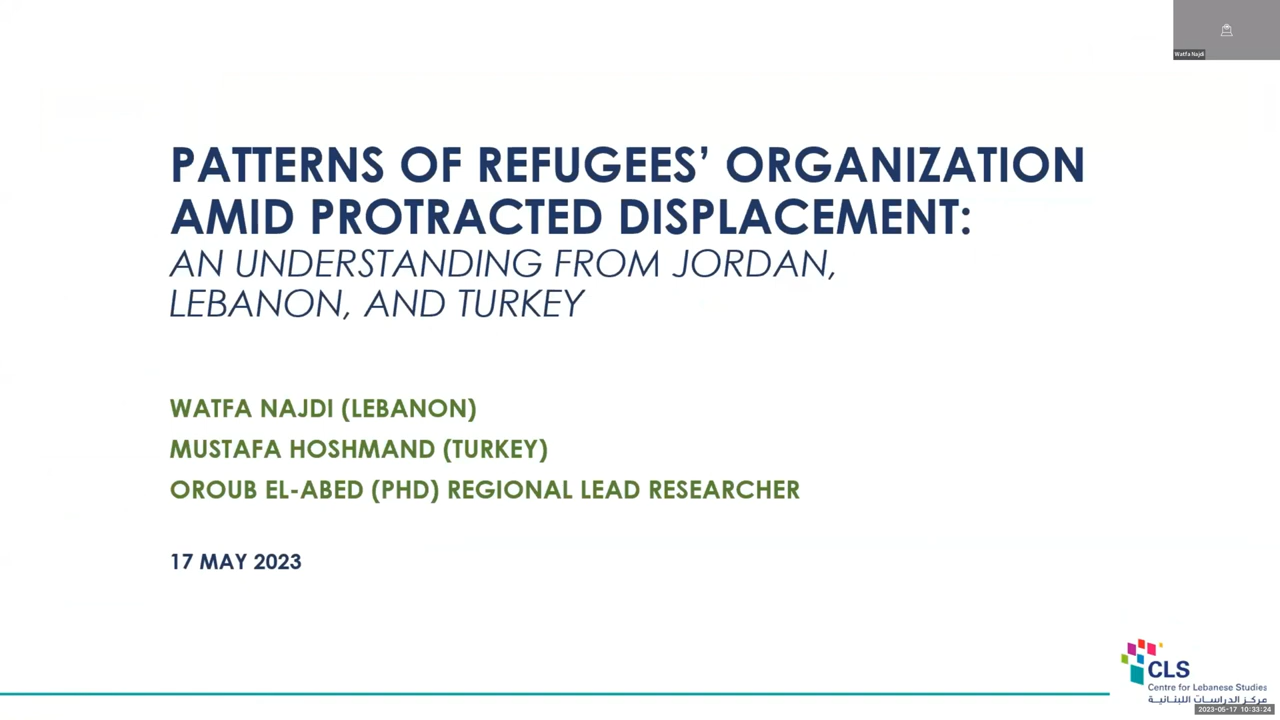 Watfa Najdi
PATTERNS OF REFUGEES’ ORGANIZATION
AMID PROTRACTED DISPLACEMENT:
AN UNDERSTANDING FROM JORDAN,
LEBANON, AND TURKEY
WATFA NAJDI (LEBANON)
MUSTAFA HOSHMAND (TURKEY)
OROUB EL-ABED (PHD) REGIONAL LEAD RESEARCHER
17 MAY 2023
CLS
Centre for Lebanese Studies
مركز الدراسات اللبنانية
2023-05-17 10:33:24